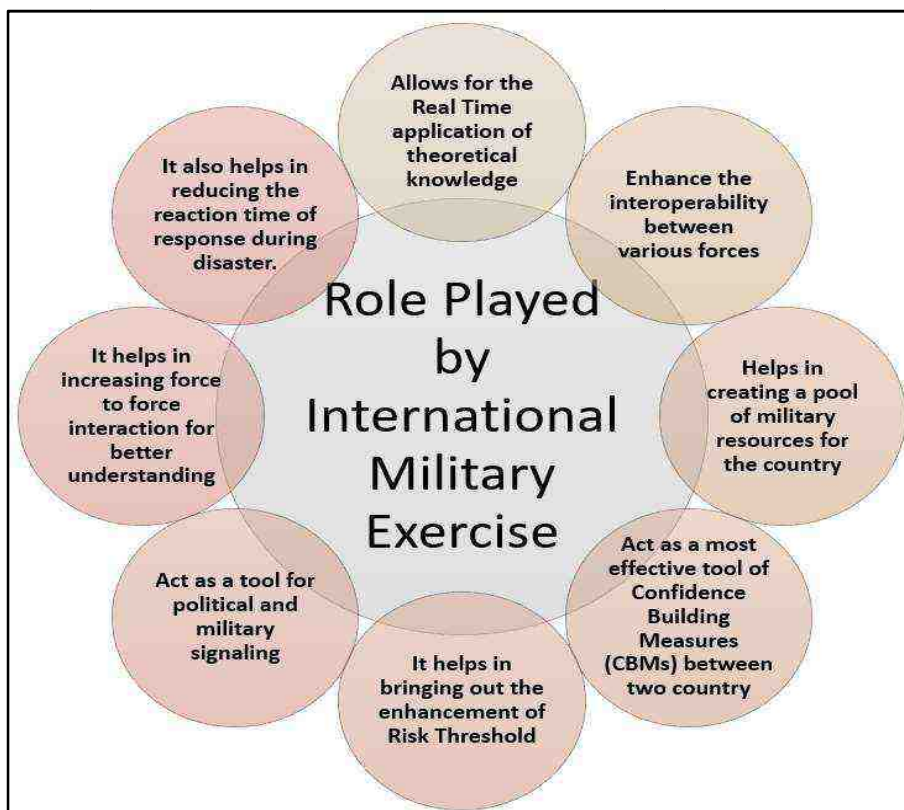 Role Played
by
International
Military
Exercise
Allows for the
Real Time
application of
theoretical
knowledge
Enhance the
interoperability
between
various forces
Helps in
creating a pool
of military
resources for
the country
Act as a most
effective tool of
Confidence
Building
Measures
(CBMs) between
two country
It helps in
bringing out the
enhancement of
Risk Threshold
Act as a tool for
political and
military
signaling
It helps in
increasing force
to force
interaction for
better
understanding
It also helps in
reducing the
reaction time of
response during
disaster.